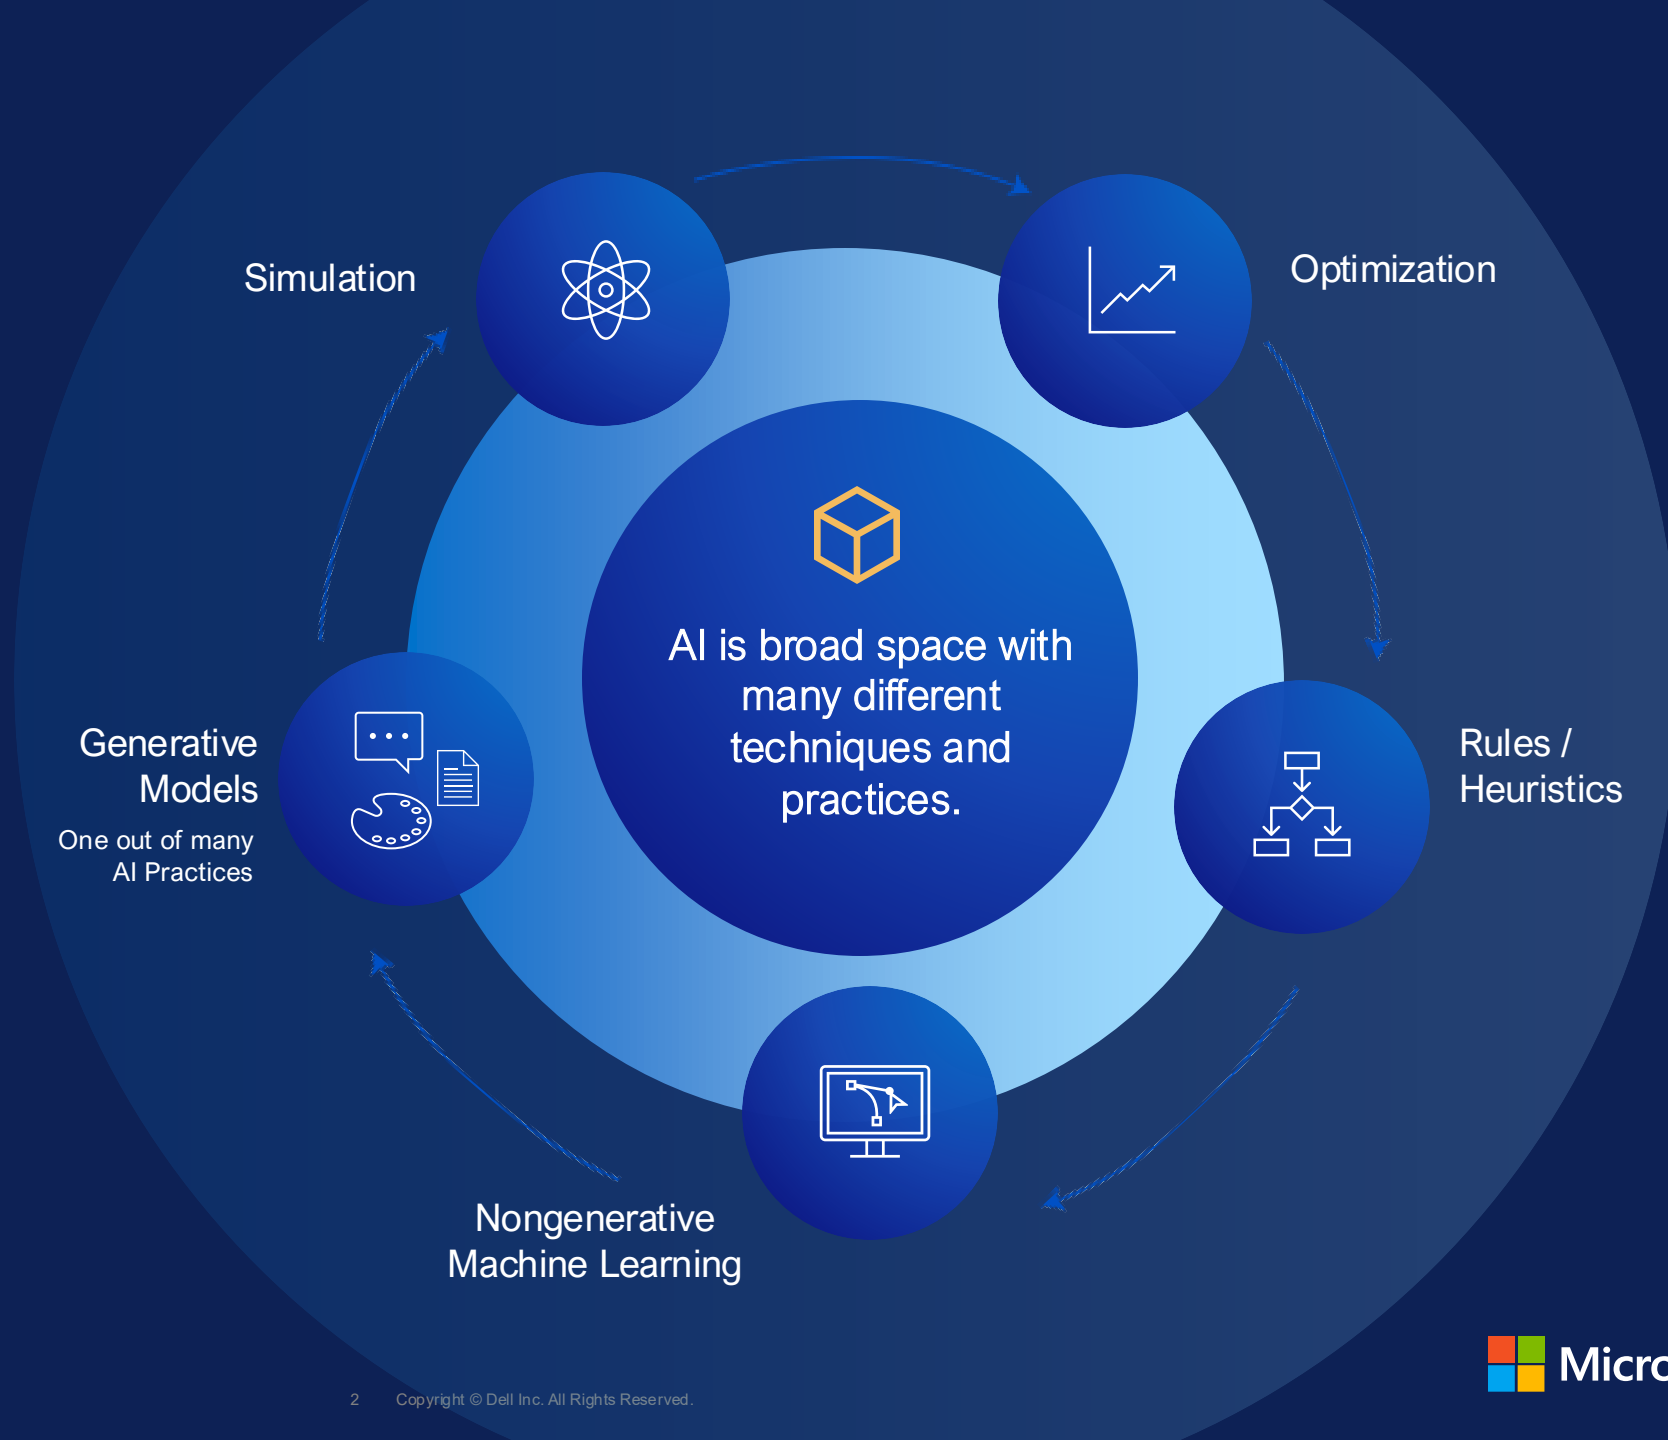 Simulation
Optimization
AI is broad space with
many different
techniques and
practices.
Generative
Models
One out of many
AI Practices
Rules /
Heuristics
Nongenerative
Machine Learning
Micro
2 Copyright © Dell Inc. All Rights Reserved.